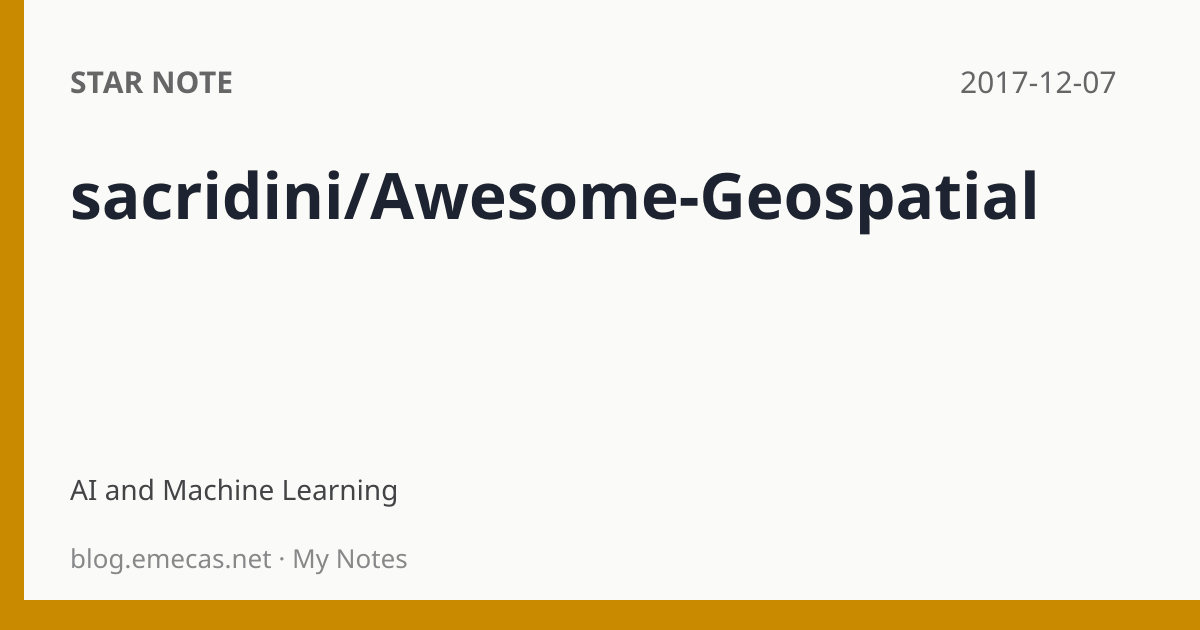 STAR NOTE 2017-12-07
sacridini/Awesome-Geospatial
AI and Machine Learning
blog.emecas.net · My Notes